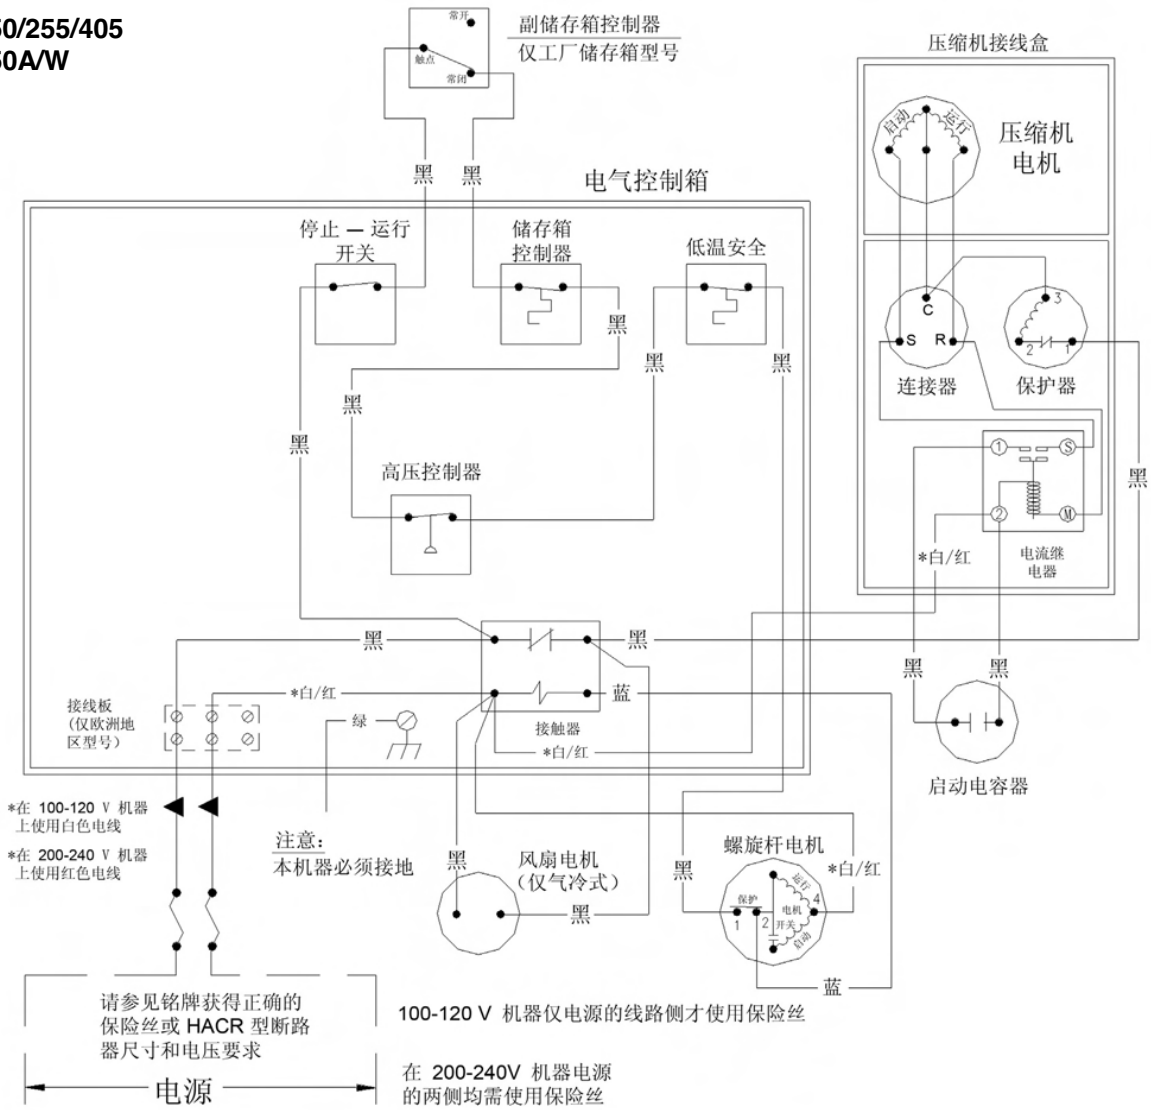 50/255/405
50A/W
常开
触点
常闭
副储存箱控制器
仅工厂储存箱型号
压缩机接线盒
启动
运行
压缩机
电机
黑
黑
电气控制箱
停止 — 运行
开关
储存箱
控制器
低温安全
黑
黑
黑
黑
黑
C
S
R
连接器
3
2
1
保护器
高压控制器
1
S
2
M
黑
*白/红
电流继
电器
黑
黑
黑
黑
*白/红
蓝
接线板
(仅欧洲地
区型号)
绿
接触器
*白/红
启动电容器
*在 100-120 V 机器
上使用白色电线
*在 200-240 V 机器
上使用红色电线
注意:
本机器必须接地
黑
风扇电机
(仅气冷式)
黑
螺旋杆电机
黑
*白/红
保护
运行
电机
开关
启动
1
2
4
蓝
请参见铭牌获得正确的
保险丝或 HACR 型断路
器尺寸和电压要求
电源
100-120 V 机器仅电源的线路侧才使用保险丝
在 200-240V 机器电源
的两侧均需使用保险丝